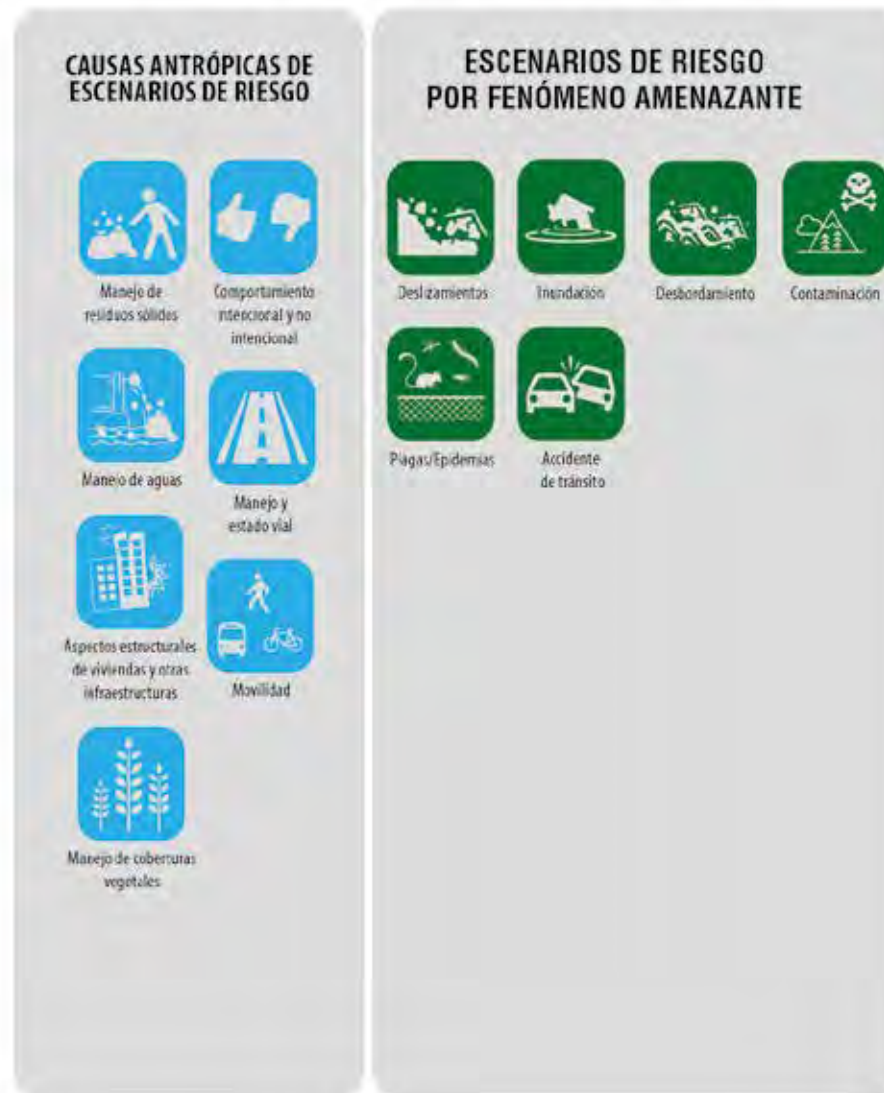 CAUSAS ANTRÓPICAS DE
ESCENARIOS DE RIESGO
Manejo de
residuos sólidos
Comportamiento
intencional y no
intencional
Manejo de aguas
Manejo y
estado vial
Aspectos estructurales
de viviendas y otras
infraestructuras
Movilidad
Manejo de coberturas
vegetales
ESCENARIOS DE RIESGO
POR FENÓMENO AMENAZANTE
Deslizamientos
Inundación
Desbordamiento
Contaminación
Plagas/Epidemias
Accidente
de tránsito